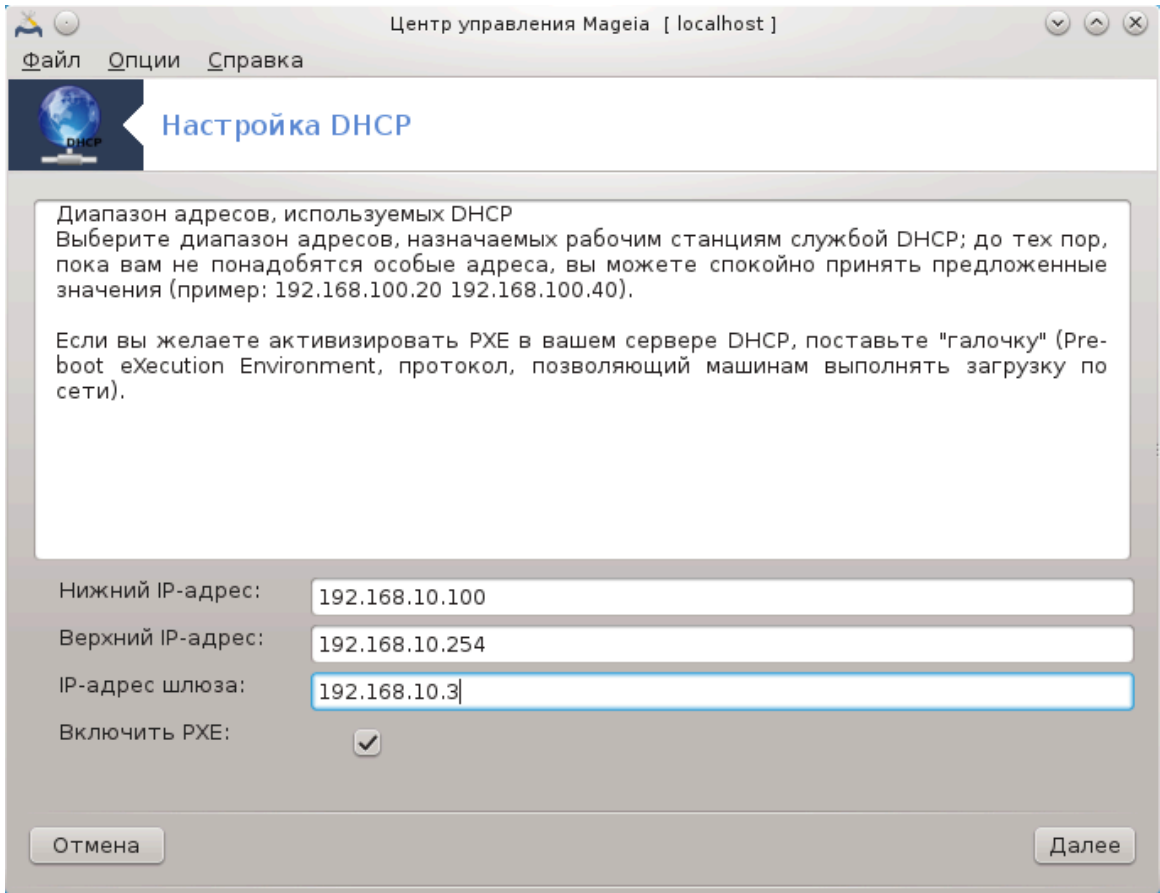 Центр управления Mageia [ localhost ]
Файл Опции Справка
DHCP
Настройка DHCP
Диапазон адресов, используемых DHCP
Выберите диапазон адресов, назначаемых рабочим станциям службой DHCP; до тех пор,
пока вам не понадобятся особые адреса, вы можете спокойно принять предложенные
значения (пример: 192.168.100.20 192.168.100.40).
Если вы желаете активизировать PXE в вашем сервере DHCP, поставьте "галочку" (Pre-
boot eXecution Environment, протокол, позволяющий машинам выполнять загрузку по
сети).
Нижний IP-адрес: 192.168.10.100
Верхний IP-адрес: 192.168.10.254
IP-адрес шлюза: 192.168.10.3
Включить PXE:
Отмена Далее